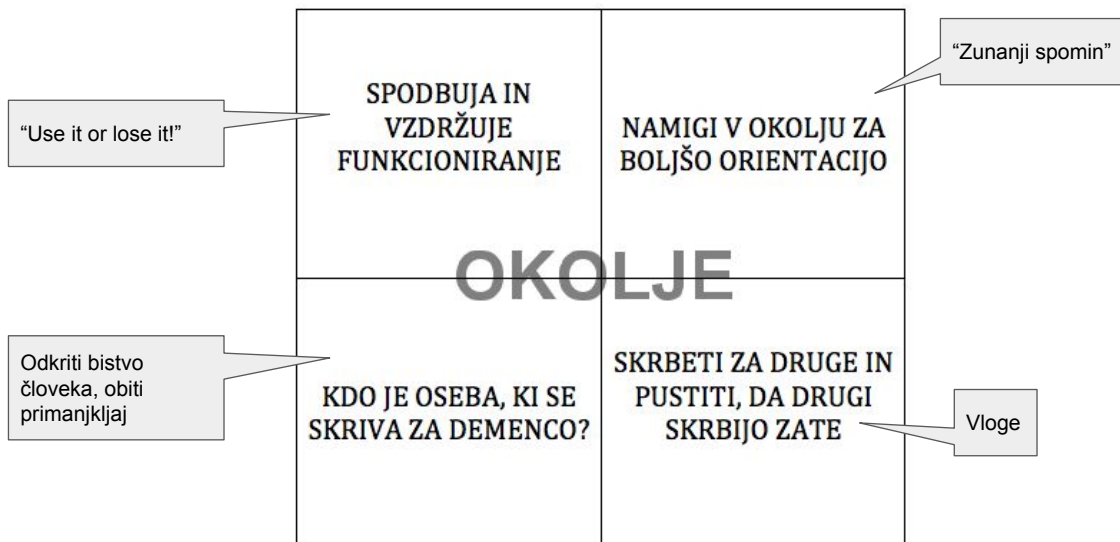 “Zunanji spomin”
“Use it or lose it!”
SPODBUJA IN
VZDRŽUJE
FUNKCIONIRANJE
NAMIGI V OKOLJU ZA
BOLJŠO ORIENTACIJO
OKOLJE
Odkriti bistvo
človeka, obiti
primanjkljaj
KDO JE OSEBA, KI SE
SKRIVA ZA DEMENCO?
SKRBETI ZA DRUGE IN
PUSTITI, DA DRUGI
SKRBIJO ZATE
Vloge